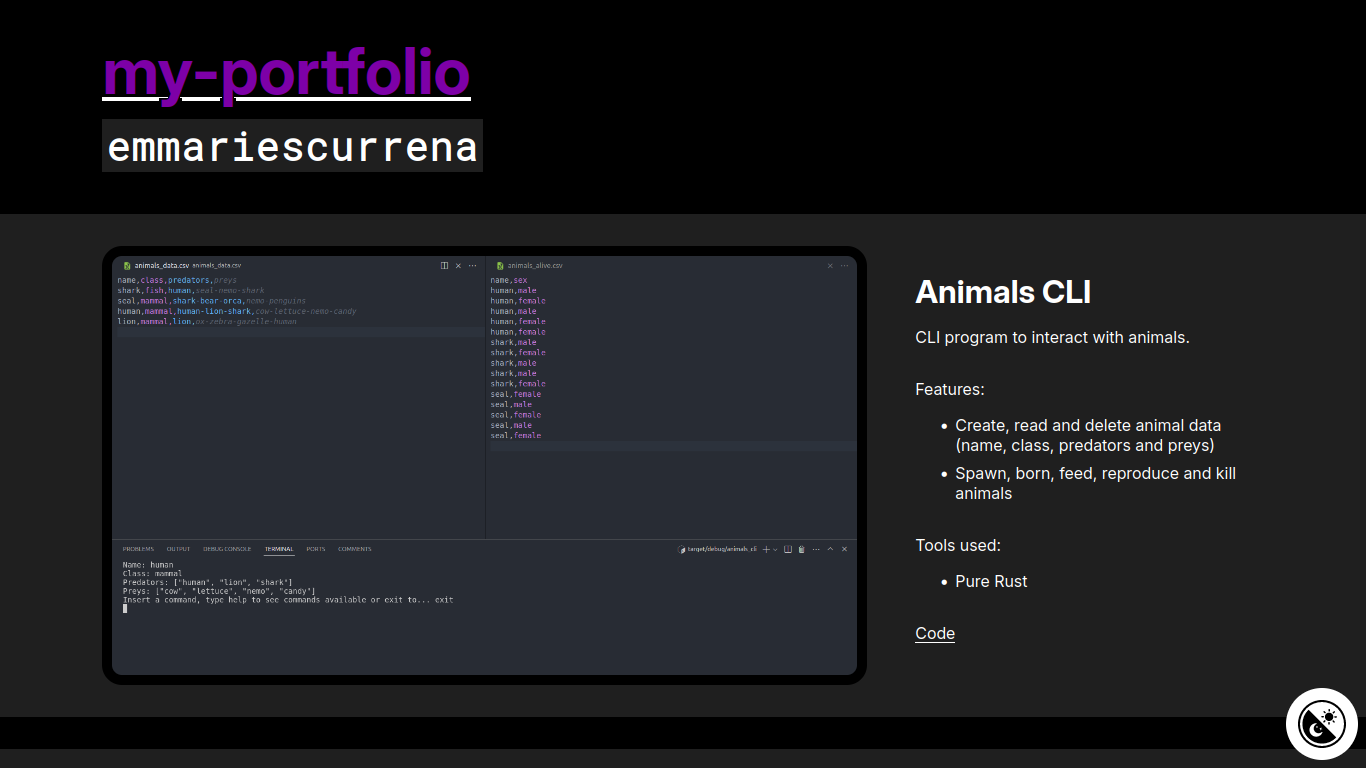 my-portfolio
emmariescurrena
animals_data.csv animals_data.csv
name,class,predators,preys
shark,fish,human,seal-nemo-shark
seal,mammal,shark-bear-orca,nemo-penguins
human,mammal,human-lion-shark,cow-lettuce-nemo-candy
lion,mammal,lion,ox-zebra-gazelle-human
animals_alive.csv
name,sex
human,male
human,female
human,male
human,female
human,female
shark,male
shark,female
shark,male
shark,male
shark,female
seal,female
seal,male
seal,female
seal,male
seal,female
PROBLEMS OUTPUT DEBUG CONSOLE TERMINAL PORTS COMMENTS
target/debug/animals_cli
Name: human
Class: mammal
Predators: ["human", "lion", "shark"]
Preys: ["cow", "lettuce", "nemo", "candy"]
Insert a command, type help to see commands available or exit to... exit
Animals CLI
CLI program to interact with animals.
Features:
• Create, read and delete animal data
(name, class, predators and preys)
• Spawn, born, feed, reproduce and kill
animals
Tools used:
• Pure Rust
Code